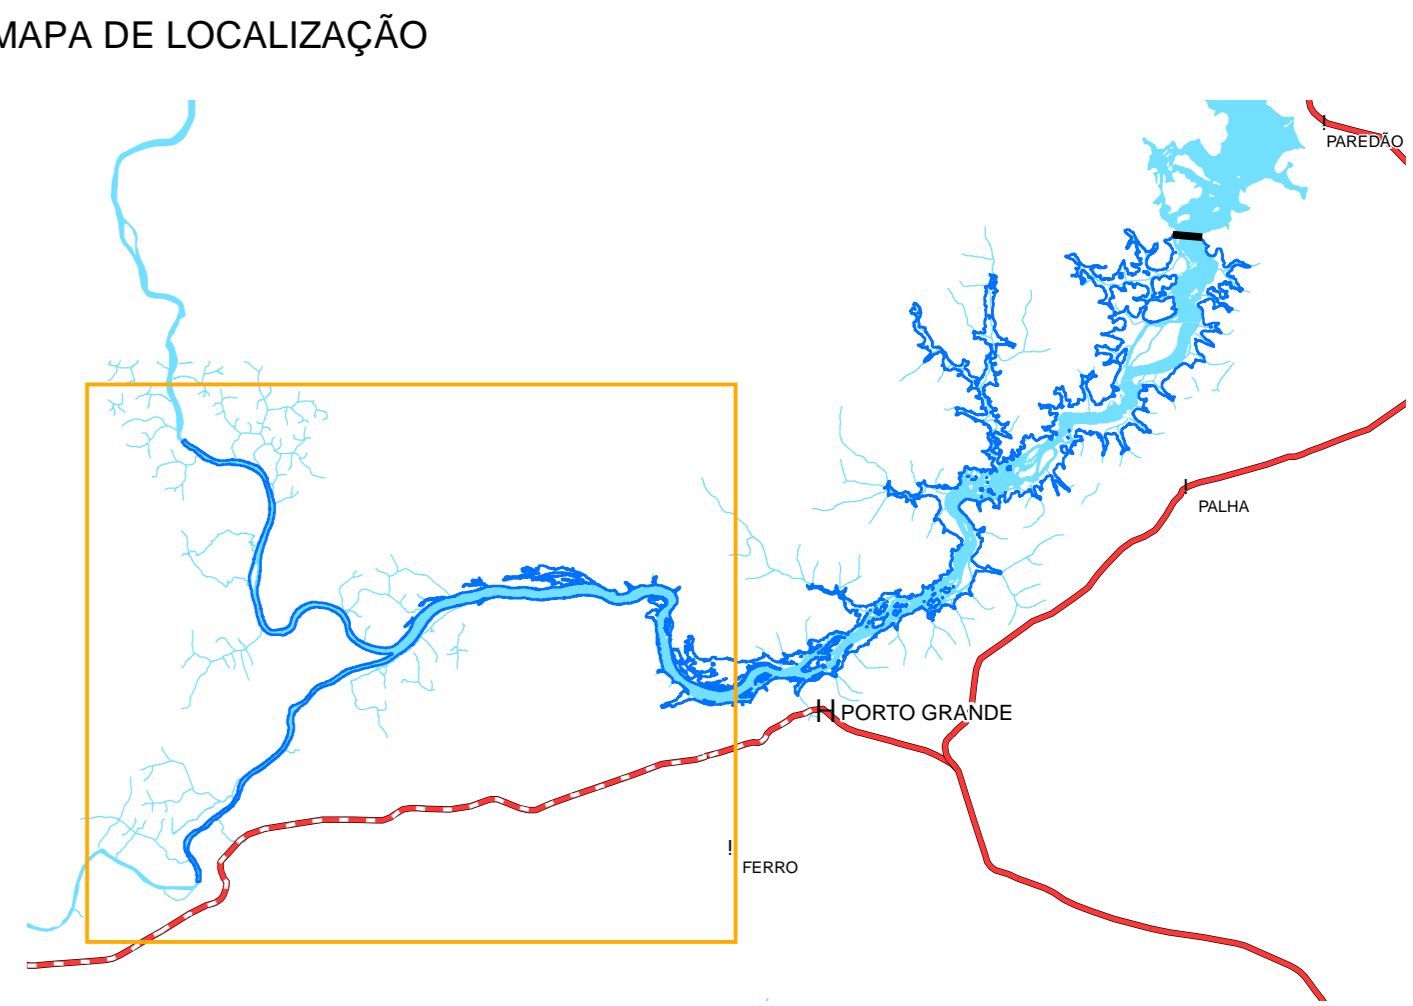 MAPA DE LOCALIZAÇÃO
! PAREDÃO
! PALHA
H PORTO GRANDE
! FERRO